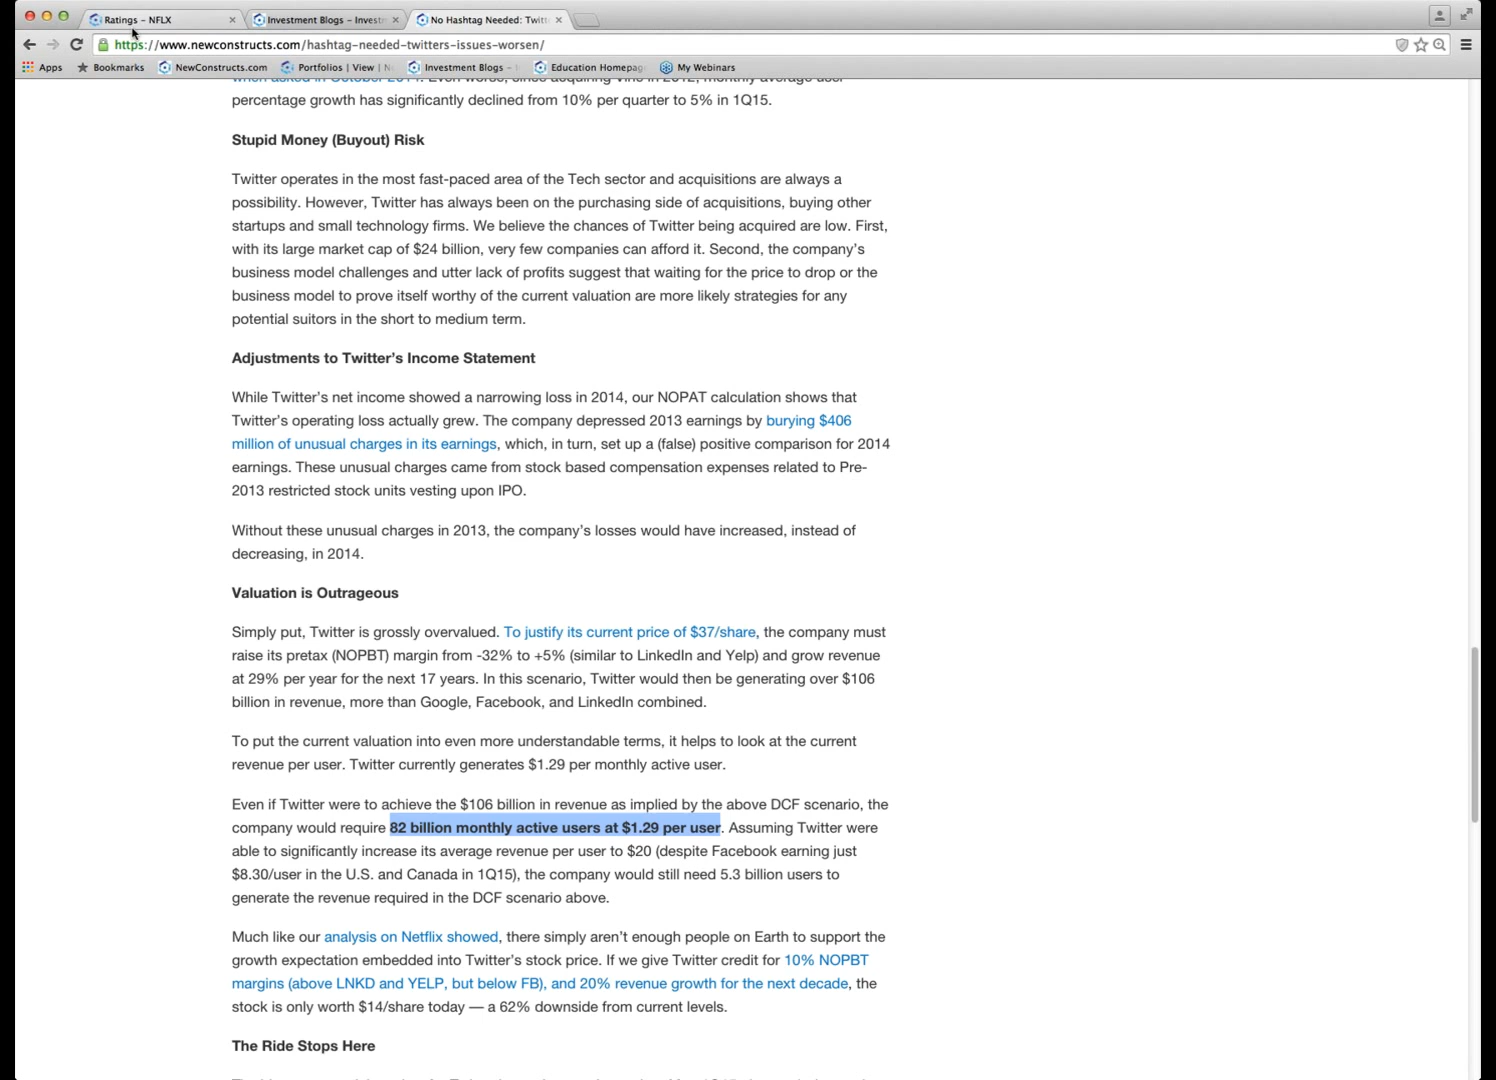 Ratings – NFLX
Investment Blogs – Invest
No Hashtag Needed: Twit
https://www.newconstructs.com/hashtag-needed-twitters-issues-worsen/
Apps
Bookmarks
NewConstructs.com
Portfolios | View | N
Investment Blogs –
Education Homepag
My Webinars
percentage growth has significantly declined from 10% per quarter to 5% in 1Q15.
Stupid Money (Buyout) Risk
Twitter operates in the most fast-paced area of the Tech sector and acquisitions are always a
possibility. However, Twitter has always been on the purchasing side of acquisitions, buying other
startups and small technology firms. We believe the chances of Twitter being acquired are low. First,
with its large market cap of $24 billion, very few companies can afford it. Second, the company's
business model challenges and utter lack of profits suggest that waiting for the price to drop or the
business model to prove itself worthy of the current valuation are more likely strategies for any
potential suitors in the short to medium term.
Adjustments to Twitter's Income Statement
While Twitter's net income showed a narrowing loss in 2014, our NOPAT calculation shows that
Twitter's operating loss actually grew. The company depressed 2013 earnings by burying $406
million of unusual charges in its earnings, which, in turn, set up a (false) positive comparison for 2014
earnings. These unusual charges came from stock based compensation expenses related to Pre-
2013 restricted stock units vesting upon IPO.
Without these unusual charges in 2013, the company's losses would have increased, instead of
decreasing, in 2014.
Valuation is Outrageous
Simply put, Twitter is grossly overvalued. To justify its current price of $37/share, the company must
raise its pretax (NOPBT) margin from -32% to +5% (similar to LinkedIn and Yelp) and grow revenue
at 29% per year for the next 17 years. In this scenario, Twitter would then be generating over $106
billion in revenue, more than Google, Facebook, and LinkedIn combined.
To put the current valuation into even more understandable terms, it helps to look at the current
revenue per user. Twitter currently generates $1.29 per monthly active user.
Even if Twitter were to achieve the $106 billion in revenue as implied by the above DCF scenario, the
company would require 82 billion monthly active users at $1.29 per user. Assuming Twitter were
able to significantly increase its average revenue per user to $20 (despite Facebook earning just
$8.30/user in the U.S. and Canada in 1Q15), the company would still need 5.3 billion users to
generate the revenue required in the DCF scenario above.
Much like our analysis on Netflix showed, there simply aren't enough people on Earth to support the
growth expectation embedded into Twitter's stock price. If we give Twitter credit for 10% NOPBT
margins (above LNKD and YELP, but below FB), and 20% revenue growth for the next decade, the
stock is only worth $14/share today — a 62% downside from current levels.
The Ride Stops Here